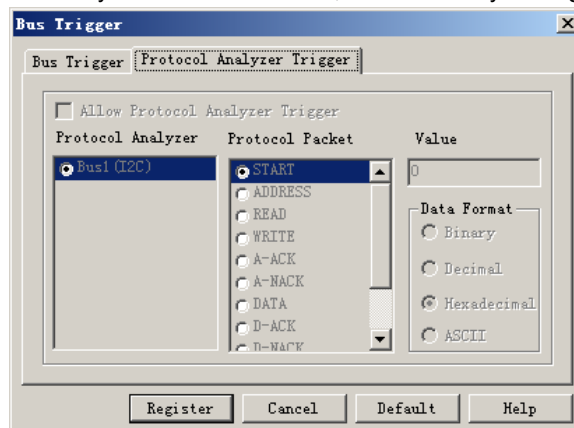 Bus Trigger
Bus Trigger Protocol Analyzer Trigger
Allow Protocol Analyzer Trigger
Protocol Analyzer Protocol Packet Value
Bus1(I2C) START 0
ADDRESS
READ
WRITE
A-ACK
A-NACK
DATA
D-ACK
D-NACK
Data Format
Binary
Decimal
Hexadecimal
ASCII
Register Cancel Default Help